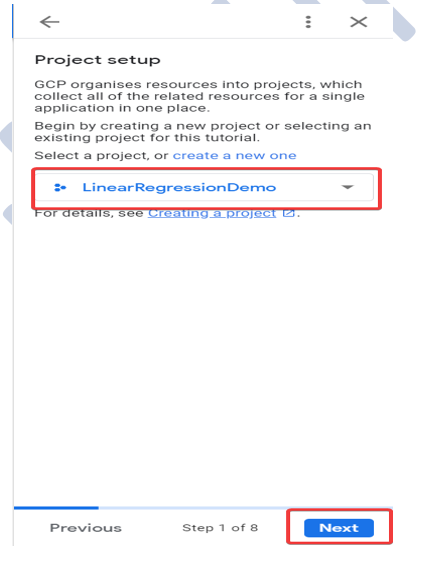 Project setup
GCP organises resources into projects, which
collect all of the related resources for a single
application in one place.
Begin by creating a new project or selecting an
existing project for this tutorial.
Select a project, or create a new one
LinearRegressionDemo
For details, see Creating a project.
Previous Step 1 of 8 Next